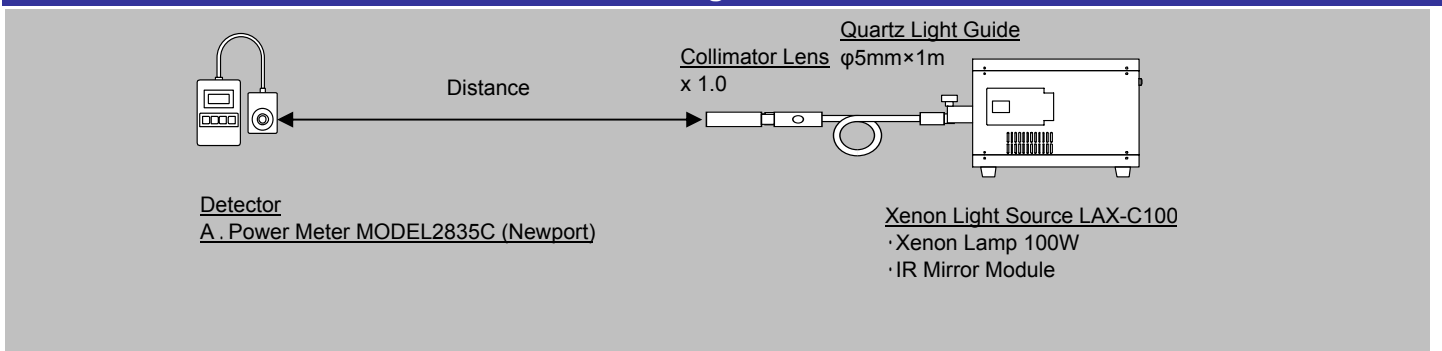 Quartz Light Guide
Collimator Lens φ5mm×1m
x 1.0
Distance
Detector
A . Power Meter MODEL2835C (Newport)
Xenon Light Source LAX-C100
･Xenon Lamp 100W
･IR Mirror Module